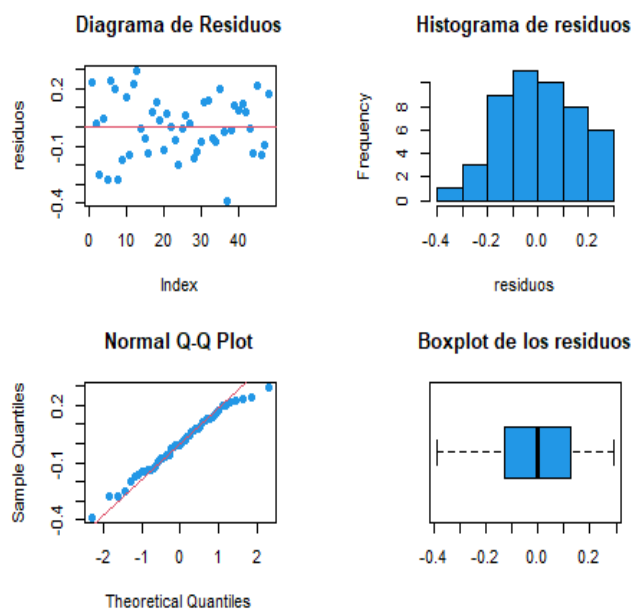 Diagrama de Residuos
residuos
0.2
-0.1
-0.4
0 10 20 30 40
Index
Histograma de residuos
Frequency
8
6
4
2
0
-0.4 -0.2 0.0 0.2
residuos
Normal Q-Q Plot
Sample Quantiles
0.2
-0.1
-0.4
-2 -1 0 1 2
Theoretical Quantiles
Boxplot de los residuos
-0.4 -0.2 0.0 0.2